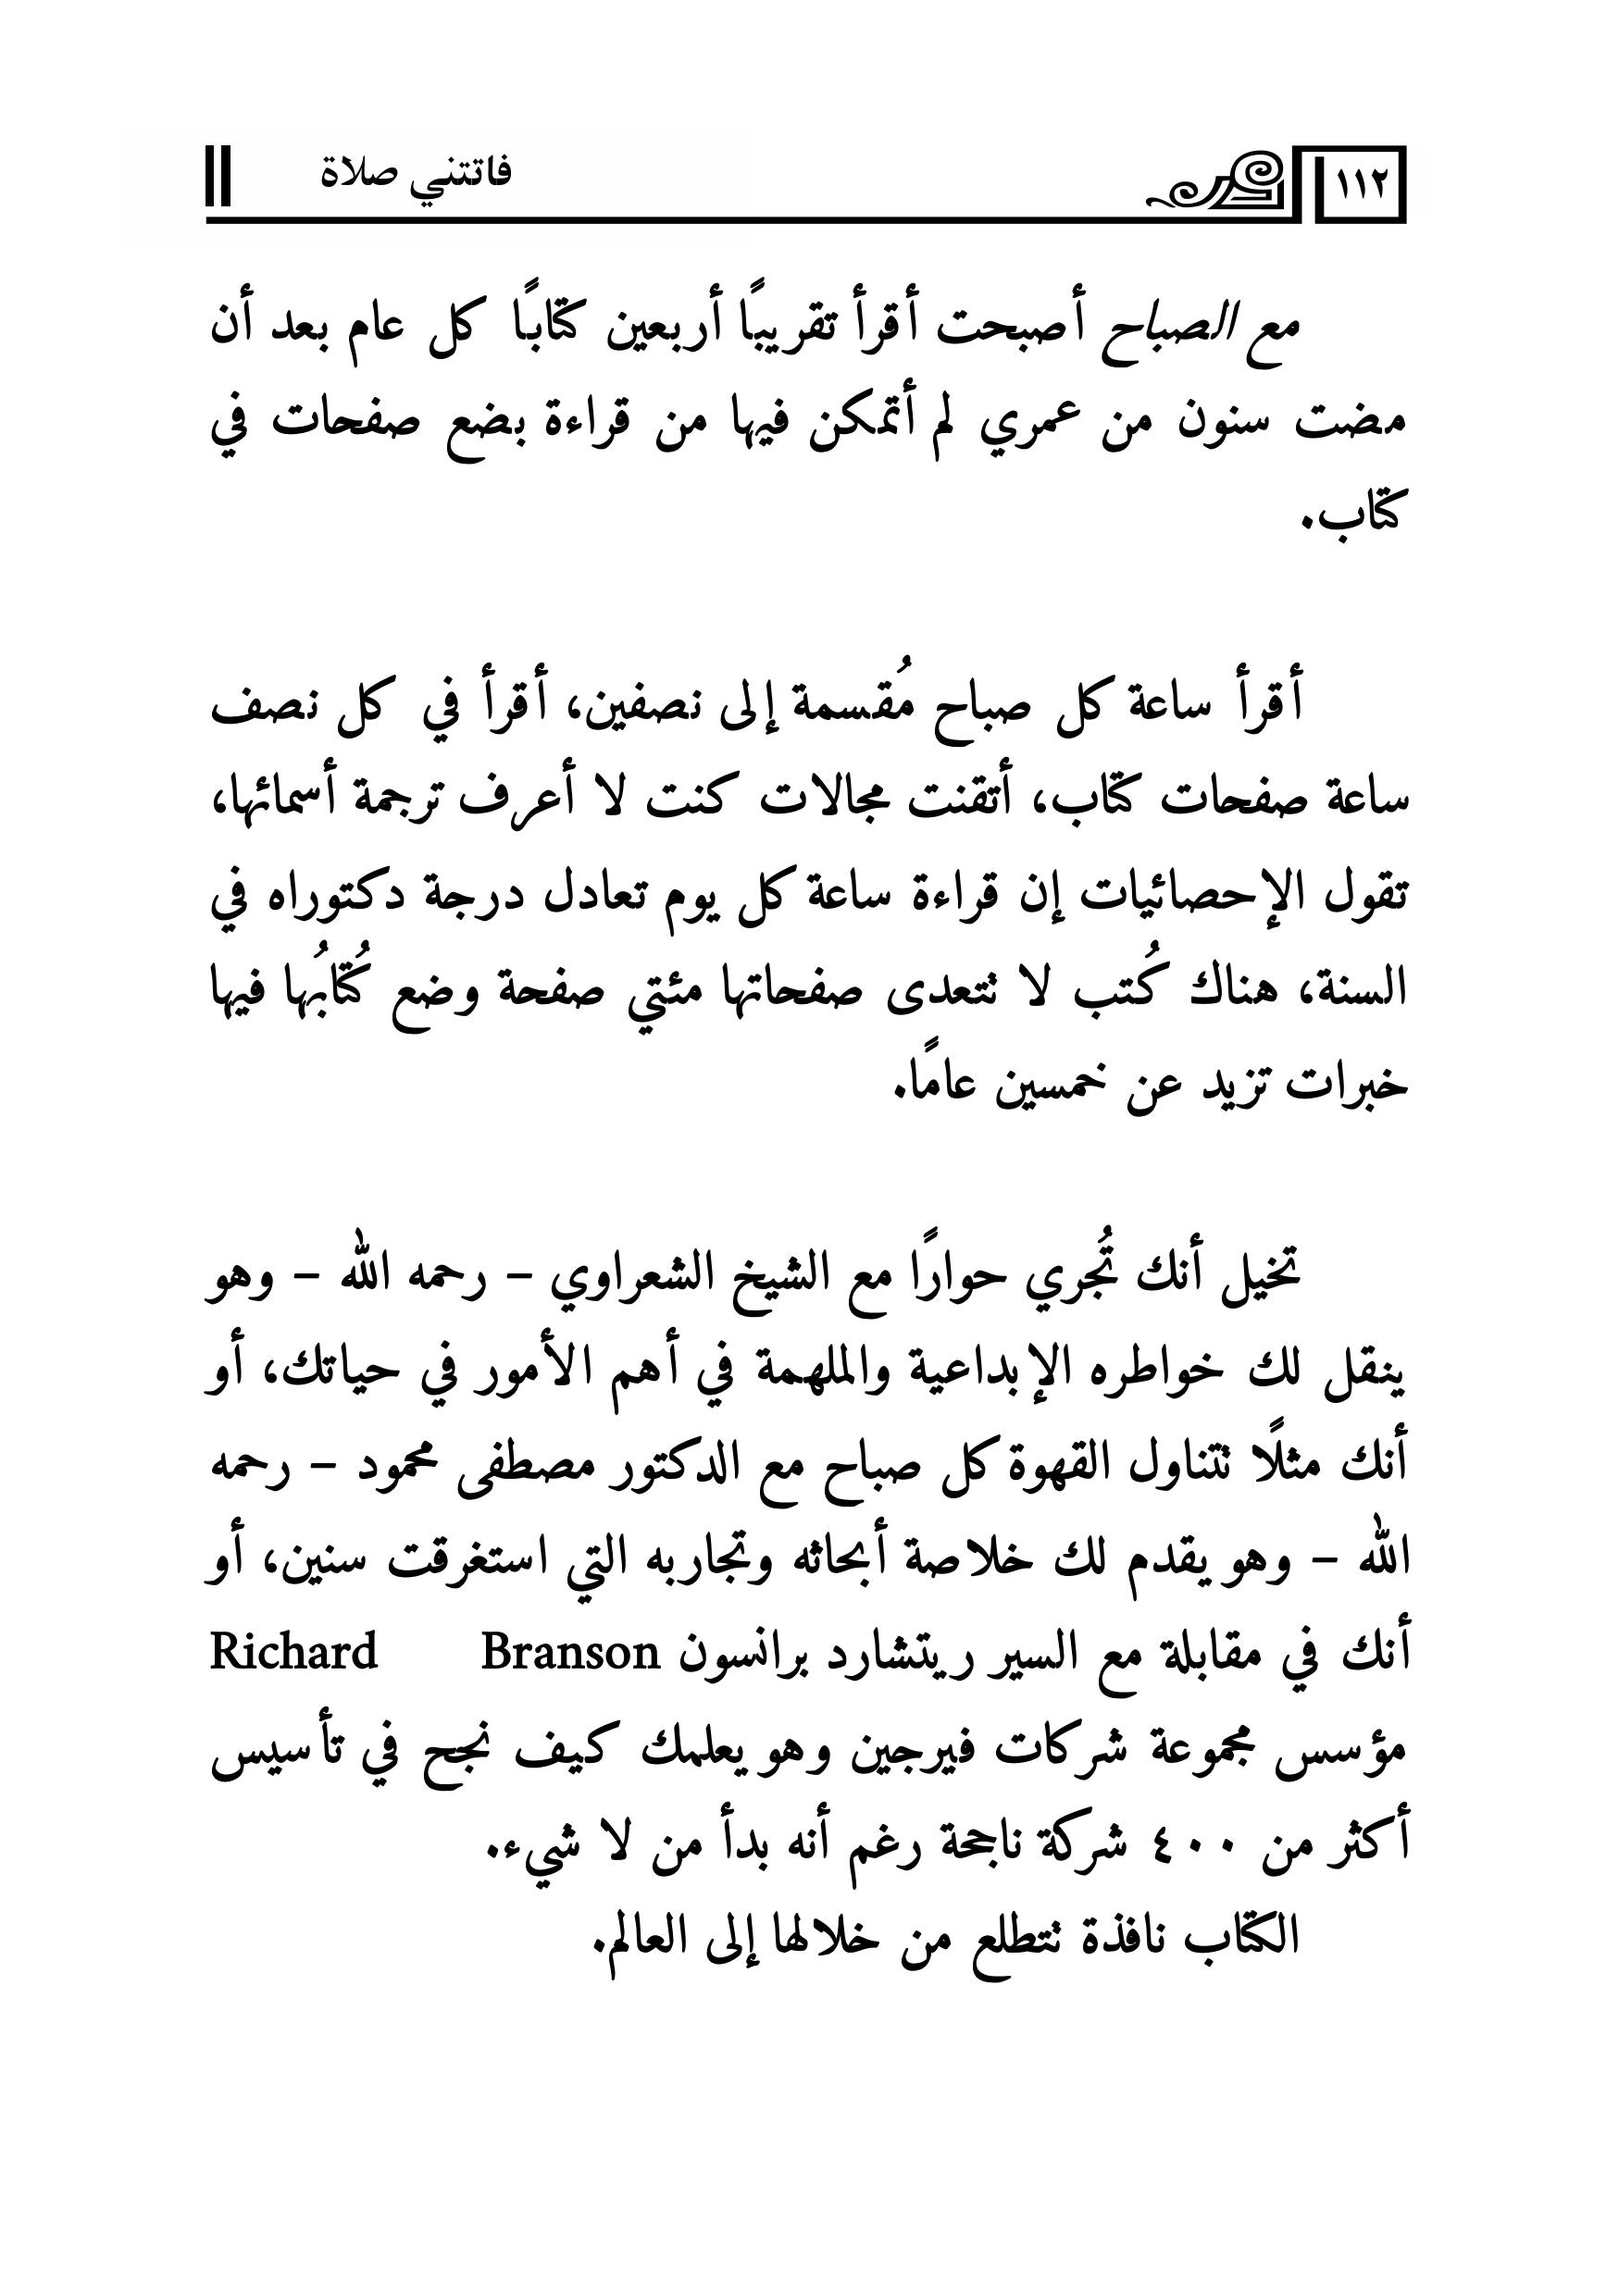 ١١٢
فاتتني صلاة
مع الصباح أصبحت أقرأ تقريبًا أربعين كتابًا كل عام بعد أن
مضت سنون من عمري لم أتمكن فيها من قراءة بضع صفحات في
كتاب.
أقرأ ساعة كل صباح مُقسمة إلى نصفين، أقرأ في كل نصف
ساعة صفحات كتاب، أتقنت مجالات كنت لا أعرف ترجمة أسمائها،
تقول الإحصائيات إن قراءة ساعة كل يوم تعادل درجة دكتوراه في
السنة، هناك كُتب لا تتعدى صفحاتها مئتي صفحة وضع كُتابُها فيها
خبرات تزيد عن خمسين عامًا.
تخيل أنك تُجري حوارًا مع الشيخ الشعراوي – رحمه الله – وهو
ينقل لك خواطره الإبداعية والملهمة في أهم الأمور في حياتك، أو
أنك مثلًا تتناول القهوة كل صباح مع الدكتور مصطفى محمود – رحمه
الله – وهو يقدم لك خلاصة أبحاثه وتجاربه التي استغرقت سنين، أو
أنك في مقابلة مع السير ريتشارد برانسون Richard Branson
مؤسس مجموعة شركات فيرجين وهو يعلمك كيف نجح في تأسيس
أكثر من ٤٠٠ شركة ناجحة رغم أنه بدأ من لا شيء.
الكتاب نافذة تتطلع من خلالها إلى العالم.